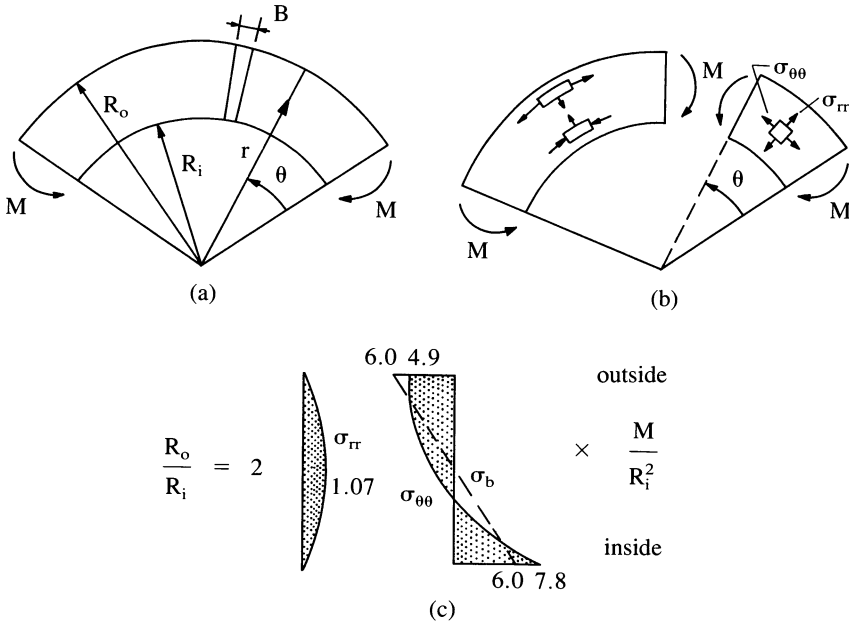 B
R_o
R_i
r
θ
M
M
(a)
σ_θθ
M
σ_rr
θ
M
M
(b)
6.0 4.9
outside
R_o / R_i = 2
σ_rr
1.07
σ_θθ
σ_b
× M / R_i^2
inside
6.0 7.8
(c)